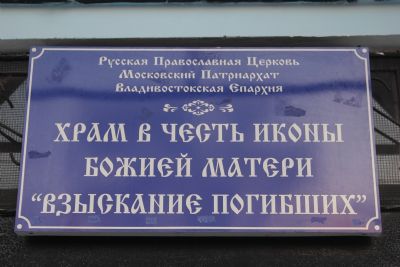 Русская Православная Церковь
Московский Патриархат
Владивостокская Епархия
ХРАМ В ЧЕСТЬ ИКОНЫ
БОЖИЕЙ МАТЕРИ
“ВЗЫСКАНИЕ ПОГИБШИХ”